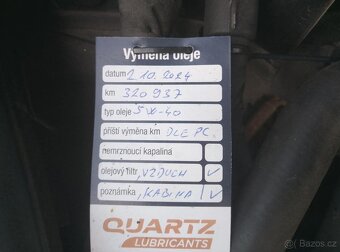 Výměna oleje
datum 2.10.2024
km 320 937
typ oleje 5W-40
příští výměna km DLE PC.
nemrznoucí kapalina
olejový filtr, VZDUCH ✓
poznámka, KABINA ✓
QUARTZ
LUBRICANTS
Bazoš.cz